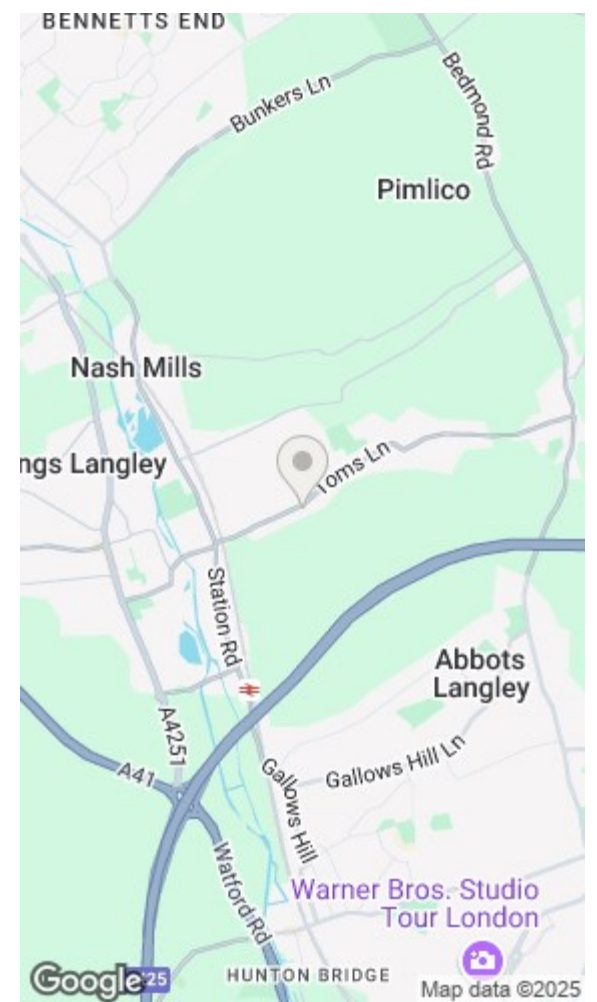 BENNETTS END
Bunkers Ln
Bedmond Rd
Pimlico
Nash Mills
ngs Langley
Toms Ln
Station Rd
Abbots
Langley
A4251
A41
Gallows Hill Ln
Gallows Hill
Watford Rd
Warner Bros. Studio
Tour London
Google
25
HUNTON BRIDGE
Map data ©2025